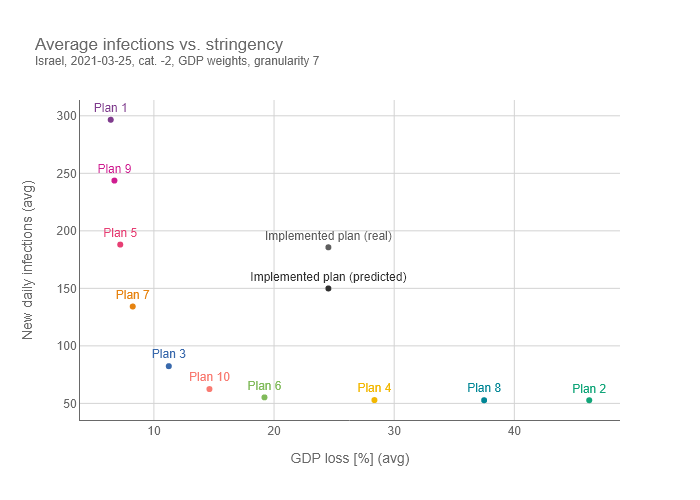 Average infections vs. stringency
Israel, 2021-03-25, cat. -2, GDP weights, granularity 7
300
250
200
150
100
50
New daily infections (avg)
Plan 1
Plan 9
Plan 5
Implemented plan (real)
Implemented plan (predicted)
Plan 7
Plan 3
Plan 10
Plan 6
Plan 4
Plan 8
Plan 2
10
20
30
40
GDP loss [%] (avg)